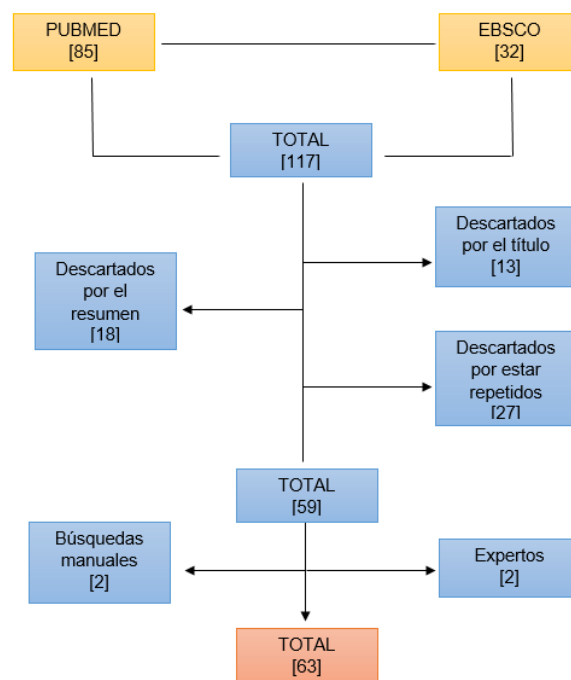 PUBMED
[85]
EBSCO
[32]
TOTAL
[117]
Descartados
por el título
[13]
Descartados
por el
resumen
[18]
Descartados
por estar
repetidos
[27]
TOTAL
[59]
Búsquedas
manuales
[2]
Expertos
[2]
TOTAL
[63]